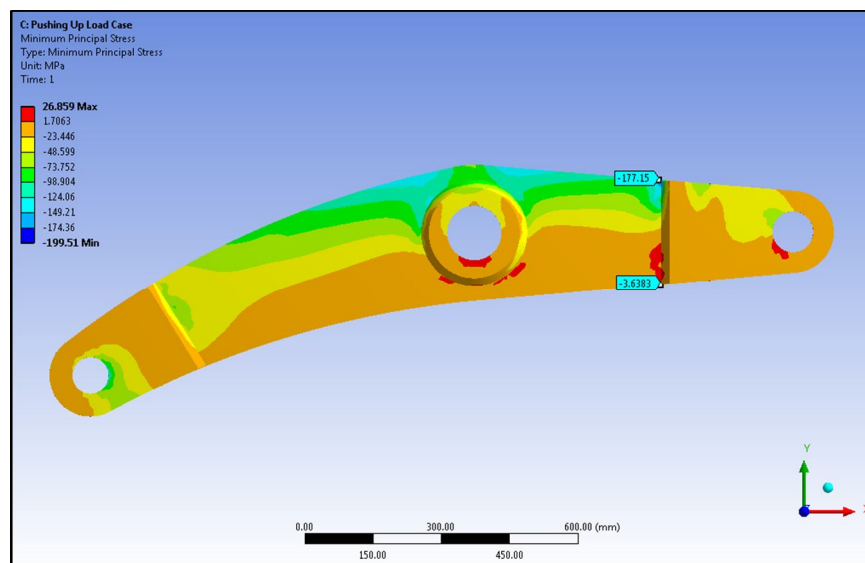 C: Pushing Up Load Case
Minimum Principal Stress
Type: Minimum Principal Stress
Unit: MPa
Time: 1
26.859 Max
1.7063
-23.446
-48.599
-73.752
-98.904
-124.06
-149.21
-174.36
-199.51 Min
-177.15
-3.6383
Y
X
0.00 300.00 600.00 (mm)
150.00 450.00